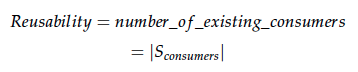 Reusability = number_of_existing_consumers
= |S_consumers|